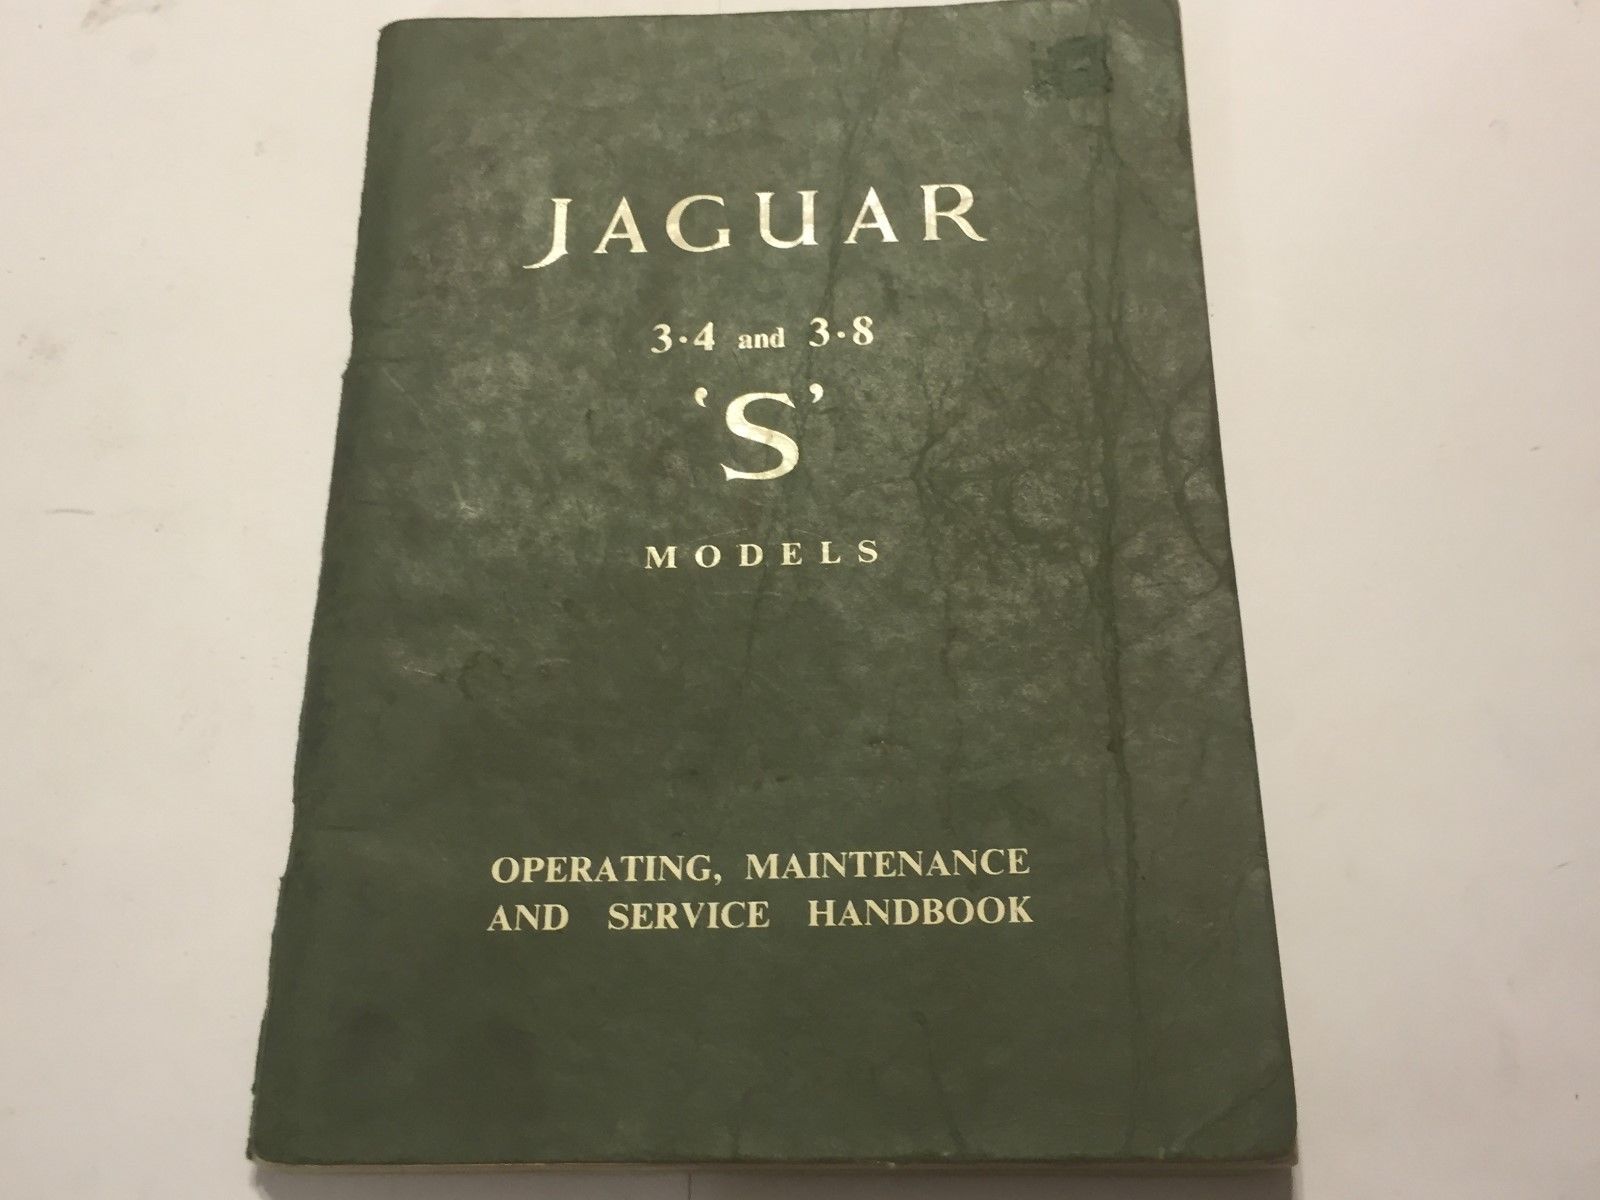 JAGUAR
3·4 and 3·8
‘S’
MODELS
OPERATING, MAINTENANCE
AND SERVICE HANDBOOK